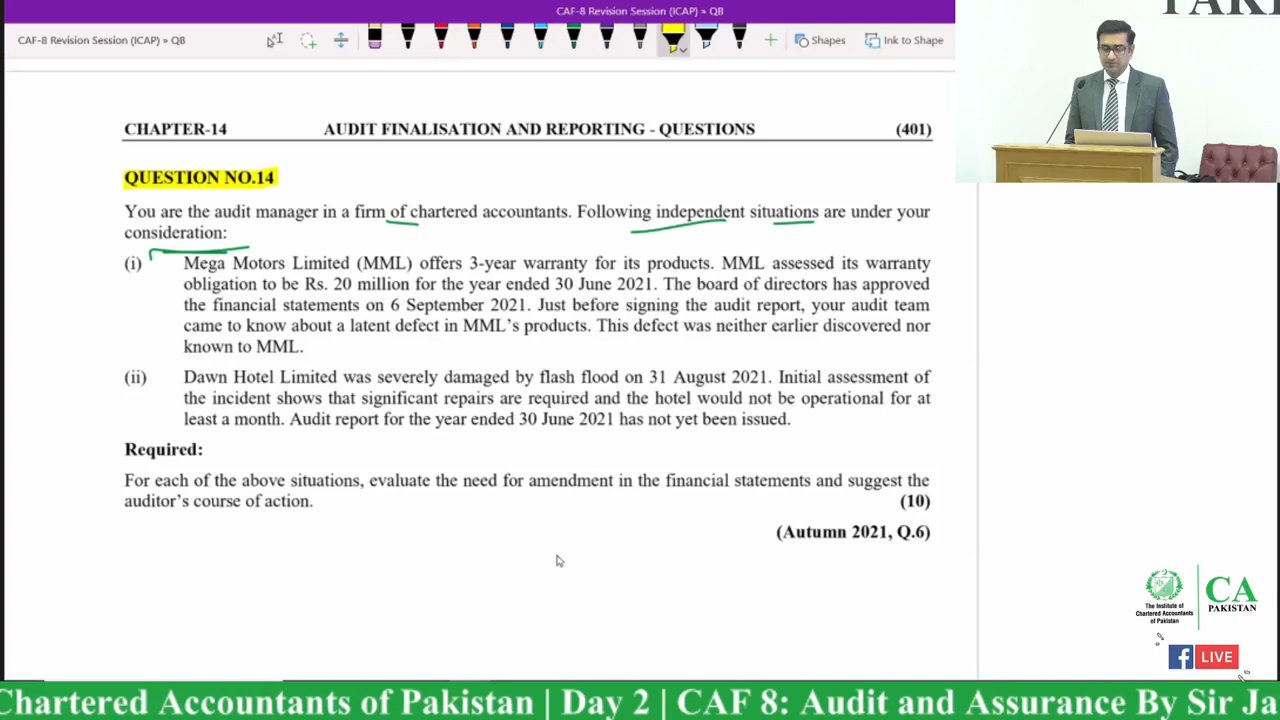 CAF-8 Revision Session (ICAP) » QB
CAF-8 Revision Session (ICAP) » QB
Shapes
Ink to Shape
CHAPTER-14 AUDIT FINALISATION AND REPORTING - QUESTIONS (401)
QUESTION NO.14
You are the audit manager in a firm of chartered accountants. Following independent situations are under your
consideration:
(i) Mega Motors Limited (MML) offers 3-year warranty for its products. MML assessed its warranty
obligation to be Rs. 20 million for the year ended 30 June 2021. The board of directors has approved
the financial statements on 6 September 2021. Just before signing the audit report, your audit team
came to know about a latent defect in MML's products. This defect was neither earlier discovered nor
known to MML.
(ii) Dawn Hotel Limited was severely damaged by flash flood on 31 August 2021. Initial assessment of
the incident shows that significant repairs are required and the hotel would not be operational for at
least a month. Audit report for the year ended 30 June 2021 has not yet been issued.
Required:
For each of the above situations, evaluate the need for amendment in the financial statements and suggest the
auditor's course of action. (10)
(Autumn 2021, Q.6)
The Institute of
Chartered Accountants
of Pakistan
CA
PAKISTAN
f LIVE
Chartered Accountants of Pakistan | Day 2 | CAF 8: Audit and Assurance By Sir Ja